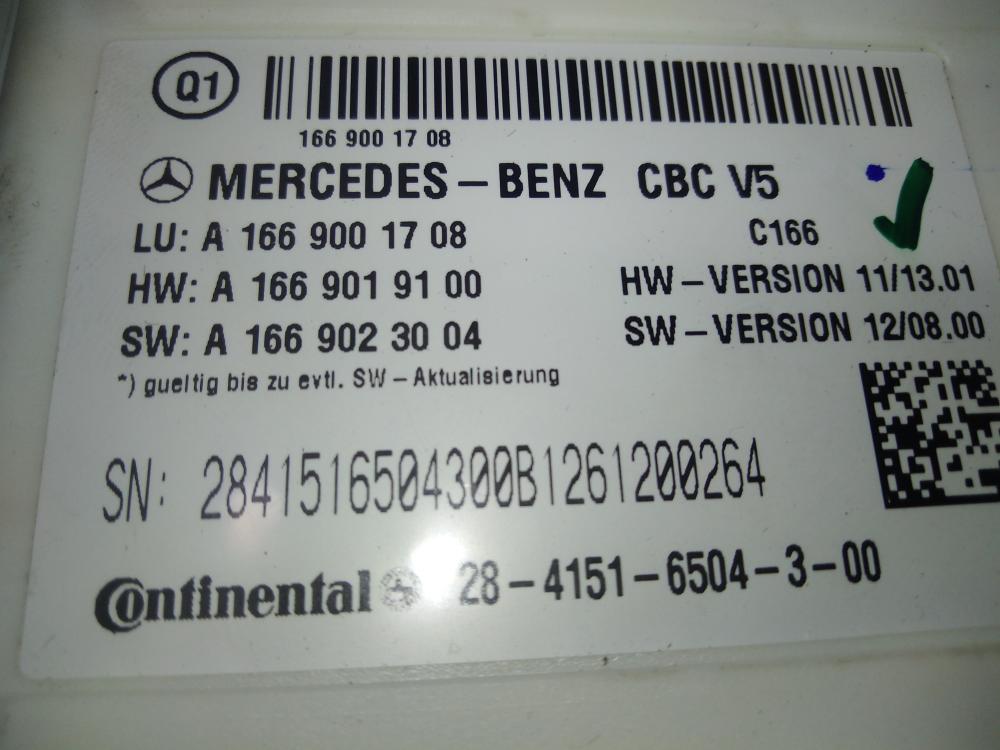 Q1
166 900 17 08
MERCEDES-BENZ CBC V5
LU: A 166 900 17 08 C166
HW: A 166 901 91 00 HW-VERSION 11/13.01
SW: A 166 902 30 04 SW-VERSION 12/08.00
*) gueltig bis zu evtl. SW-Aktualisierung
SN: 2841516504300B1261200264
Continental 28-4151-6504-3-00